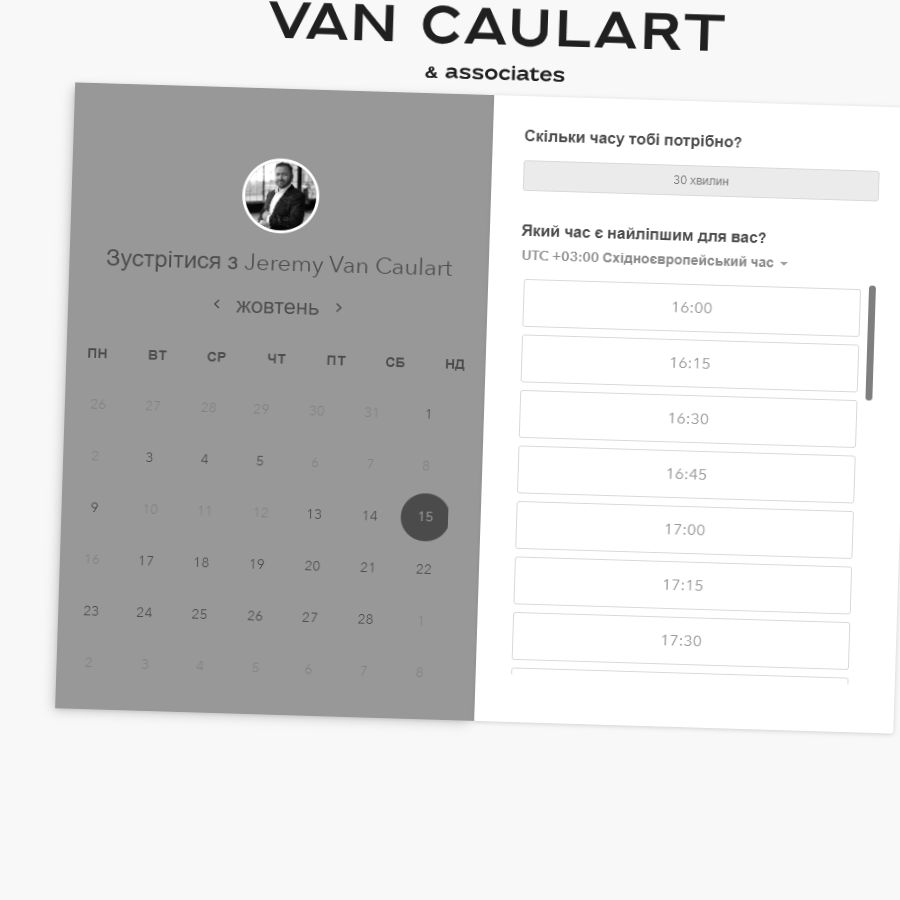 VAN CAULART
& associates
Зустрітися з Jeremy Van Caulart
‹ жовтень ›
ПН ВТ СР ЧТ ПТ СБ НД
26 27 28 29 30 31 1
2 3 4 5 6 7 8
9 10 11 12 13 14 15
16 17 18 19 20 21 22
23 24 25 26 27 28 1
2 3 4 5 6 7 8
Скільки часу тобі потрібно?
30 хвилин
Який час є найліпшим для вас?
UTC +03:00 Східноєвропейський час
16:00
16:15
16:30
16:45
17:00
17:15
17:30